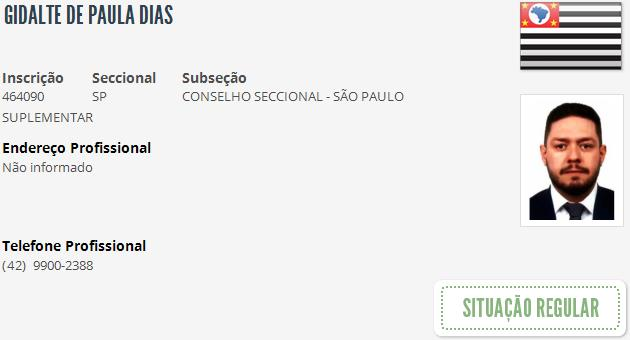 GIDALTE DE PAULA DIAS
Inscrição Seccional Subseção
464090 SP CONSELHO SECCIONAL - SÃO PAULO
SUPLEMENTAR
Endereço Profissional
Não informado
Telefone Profissional
(42) 9900-2388
SITUAÇÃO REGULAR